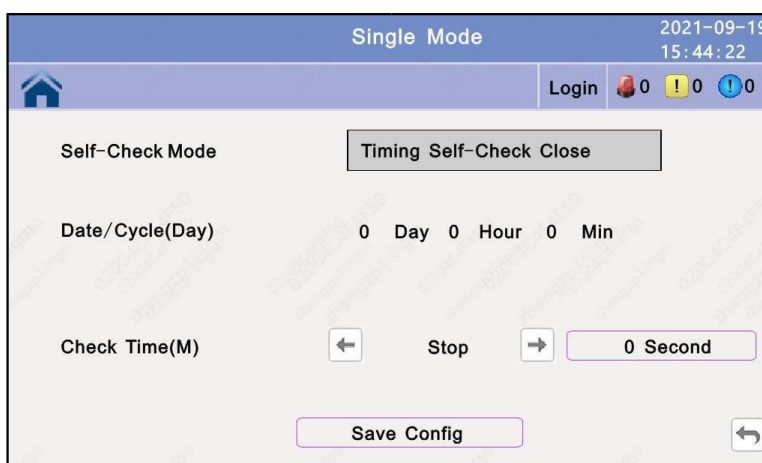 Single Mode
2021-09-19
15:44:22
Login 0 ! 0 ! 0
Self-Check Mode Timing Self-Check Close
Date/Cycle(Day) 0 Day 0 Hour 0 Min
Check Time(M) Stop 0 Second
Save Config